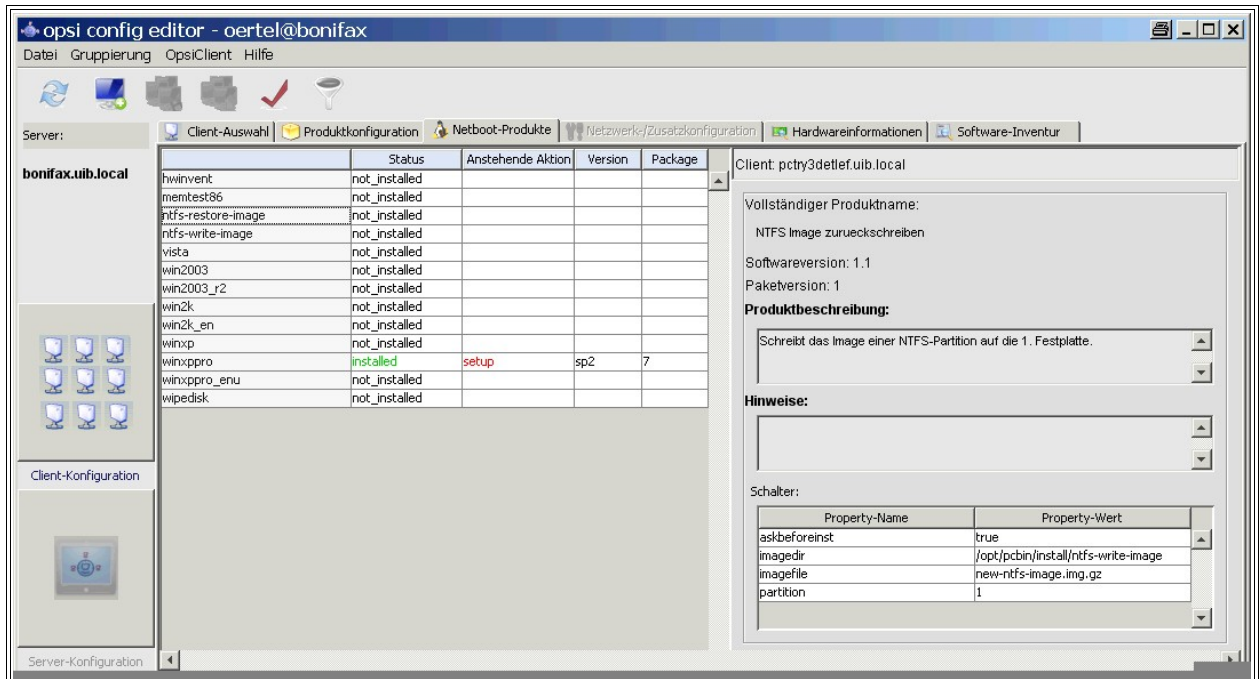 opsi config editor - oertel@bonifax
Datei Gruppierung OpsiClient Hilfe
Server:
bonifax.uib.local
Client-Konfiguration
Server-Konfiguration
Client-Auswahl Produktkonfiguration Netboot-Produkte Netzwerk-/Zusatzkonfiguration Hardwareinformationen Software-Inventur
Status Anstehende Aktion Version Package
hwinvent not_installed
memtest86 not_installed
ntfs-restore-image not_installed
ntfs-write-image not_installed
vista not_installed
win2003 not_installed
win2003_r2 not_installed
win2k not_installed
win2k_en not_installed
winxp not_installed
winxppro installed setup sp2 7
winxppro_enu not_installed
wipedisk not_installed
Client: pctry3detlef.uib.local
Vollständiger Produktname:
NTFS Image zurueckschreiben
Softwareversion: 1.1
Paketversion: 1
Produktbeschreibung:
Schreibt das Image einer NTFS-Partition auf die 1. Festplatte.
Hinweise:
Schalter:
Property-Name Property-Wert
askbeforeinst true
imagedir /opt/pcbin/install/ntfs-write-image
imagefile new-ntfs-image.img.gz
partition 1